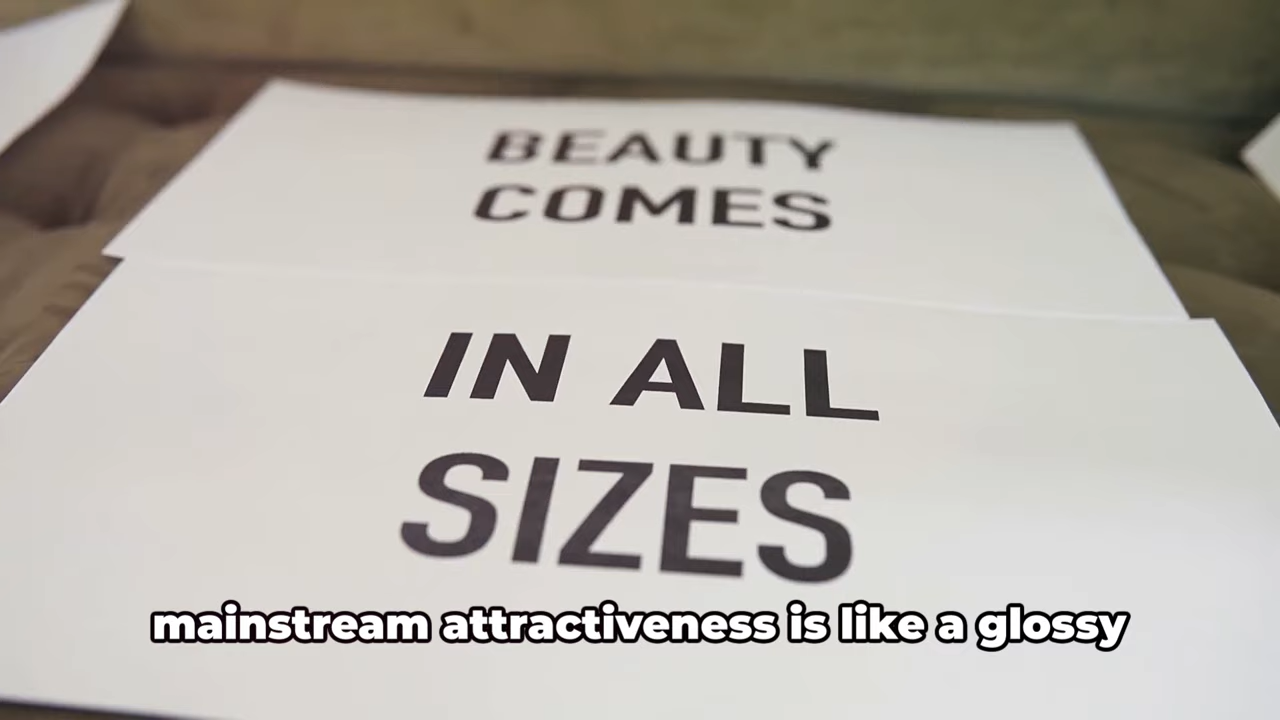 BEAUTY
COMES
IN ALL
SIZES
mainstream attractiveness is like a glossy